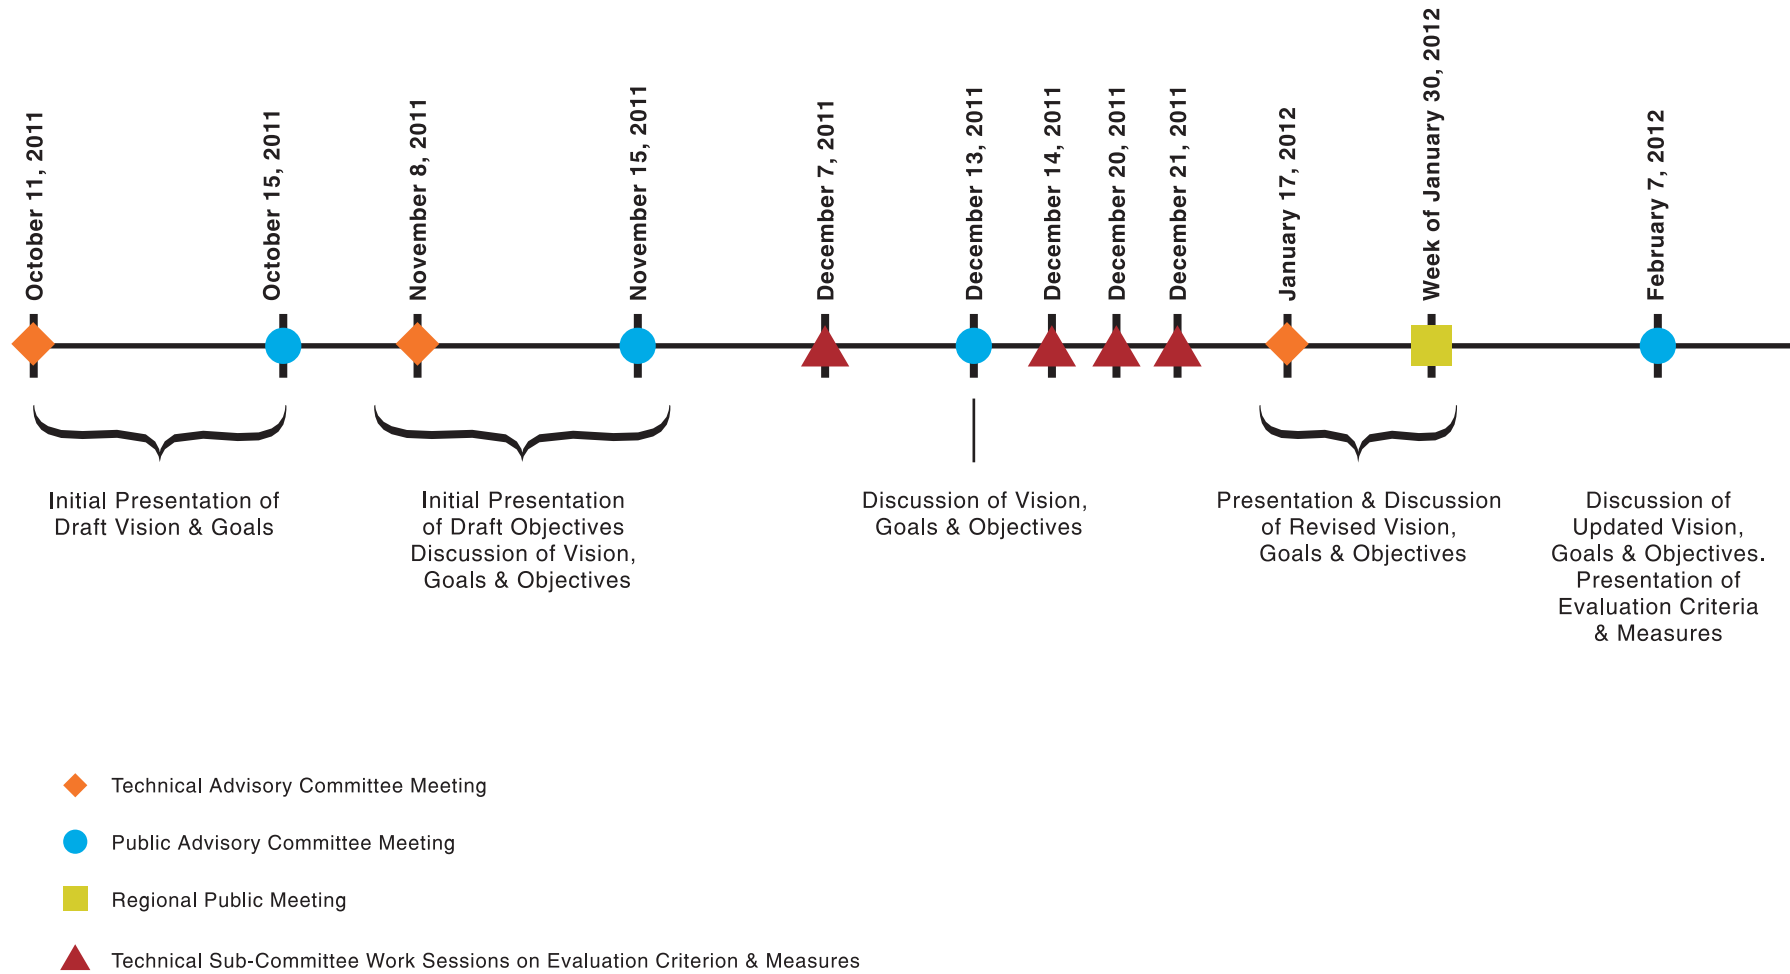 October 11, 2011
October 15, 2011
November 8, 2011
November 15, 2011
December 7, 2011
December 13, 2011
December 14, 2011
December 20, 2011
December 21, 2011
January 17, 2012
Week of January 30, 2012
February 7, 2012
Initial Presentation of
Draft Vision & Goals
Initial Presentation
of Draft Objectives
Discussion of Vision,
Goals & Objectives
Discussion of Vision,
Goals & Objectives
Presentation & Discussion
of Revised Vision,
Goals & Objectives
Discussion of
Updated Vision,
Goals & Objectives.
Presentation of
Evaluation Criteria
& Measures
Technical Advisory Committee Meeting
Public Advisory Committee Meeting
Regional Public Meeting
Technical Sub-Committee Work Sessions on Evaluation Criterion & Measures